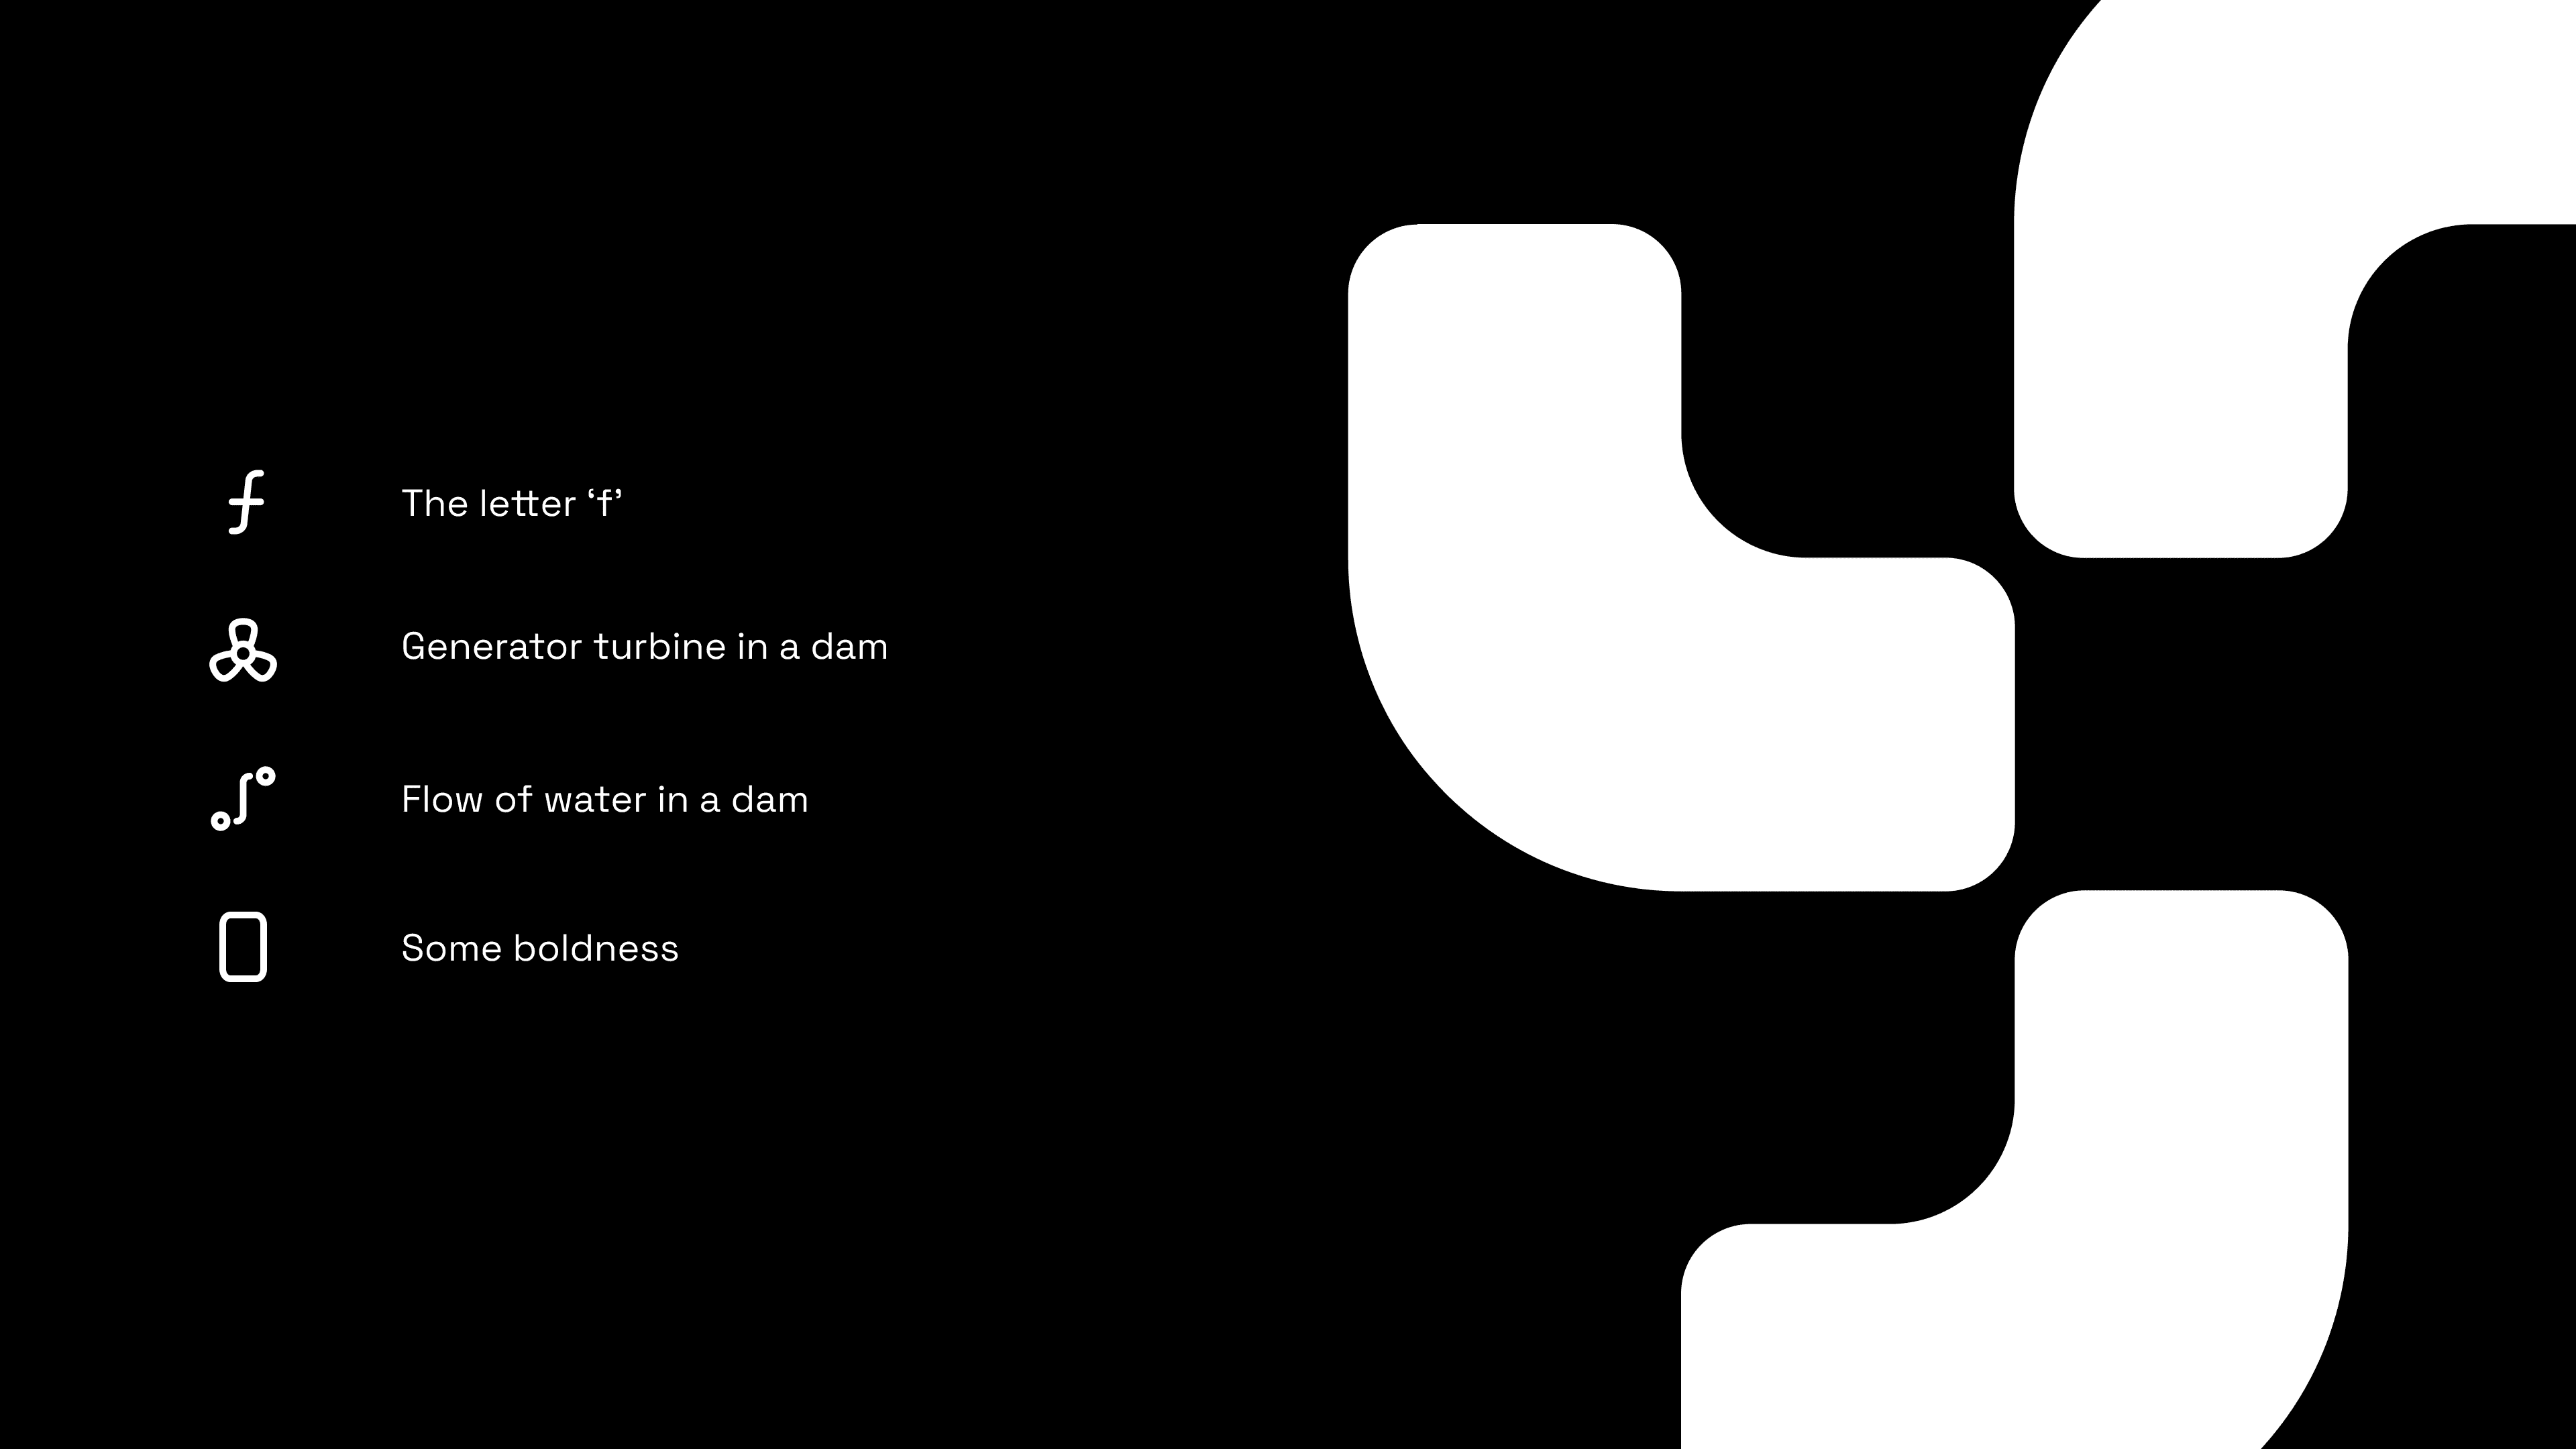 The letter ‘f’
Generator turbine in a dam
Flow of water in a dam
Some boldness